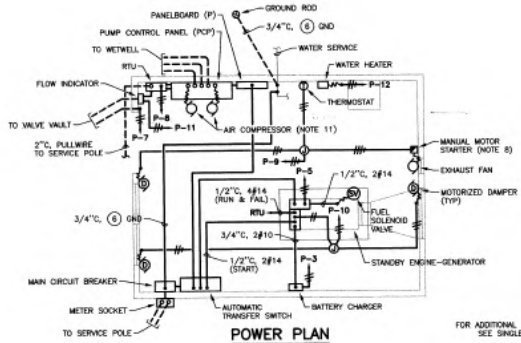 PANELBOARD (P)
GROUND ROD
PUMP CONTROL PANEL (PCP)
3/4"C, 6 GND
TO WETWELL
WATER SERVICE
RTU
WATER HEATER
FLOW INDICATOR
P-12
P-8
THERMOSTAT
TO VALVE VAULT
P-11
P-7
AIR COMPRESSOR (NOTE 11)
2"C, PULLWIRE
TO SERVICE POLE
P-9
J
MANUAL MOTOR
STARTER (NOTE 8)
P-5
1/2"C, 2#14
EXHAUST FAN
D
1/2"C, 4#14
(RUN & FAIL)
SV
D
MOTORIZED DAMPER
(TYP)
RTU
P-10
FUEL
SOLENOID
VALVE
3/4"C, 6 GND
3/4"C, 2#10
J
D
1/2"C, 2#14
(START)
P-3
STANDBY ENGINE-GENERATOR
MAIN CIRCUIT BREAKER
METER SOCKET
AUTOMATIC
TRANSFER SWITCH
BATTERY CHARGER
TO SERVICE POLE
POWER PLAN
FOR ADDITIONAL
SEE SINGLE